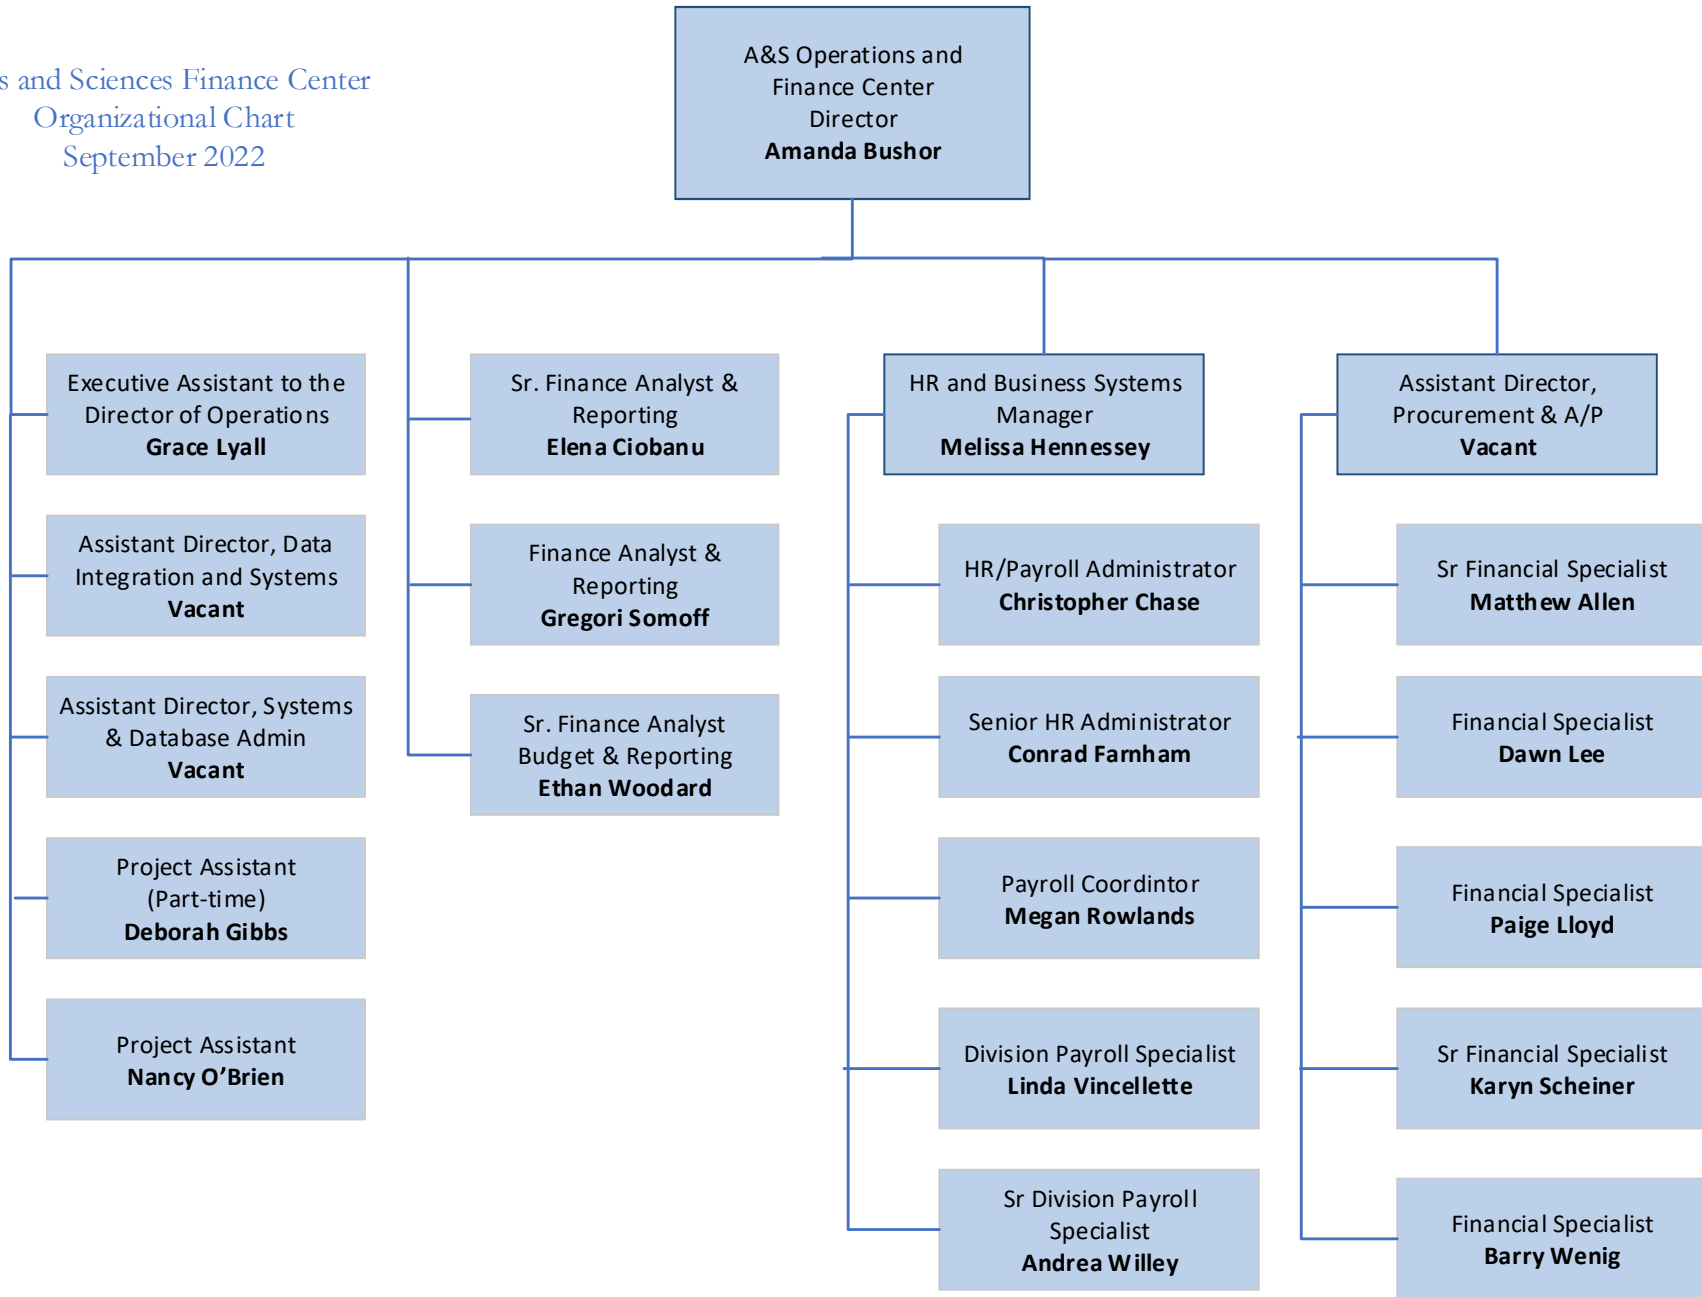 and Sciences Finance Center
Organizational Chart
September 2022
A&S Operations and
Finance Center
Director
Amanda Bushor
Executive Assistant to the
Director of Operations
Grace Lyall
Assistant Director, Data
Integration and Systems
Vacant
Assistant Director, Systems
& Database Admin
Vacant
Project Assistant
(Part-time)
Deborah Gibbs
Project Assistant
Nancy O’Brien
Sr. Finance Analyst &
Reporting
Elena Ciobanu
Finance Analyst &
Reporting
Gregori Somoff
Sr. Finance Analyst
Budget & Reporting
Ethan Woodard
HR and Business Systems
Manager
Melissa Hennessey
HR/Payroll Administrator
Christopher Chase
Senior HR Administrator
Conrad Farnham
Payroll Coordintor
Megan Rowlands
Division Payroll Specialist
Linda Vincellette
Sr Division Payroll
Specialist
Andrea Willey
Assistant Director,
Procurement & A/P
Vacant
Sr Financial Specialist
Matthew Allen
Financial Specialist
Dawn Lee
Financial Specialist
Paige Lloyd
Sr Financial Specialist
Karyn Scheiner
Financial Specialist
Barry Wenig